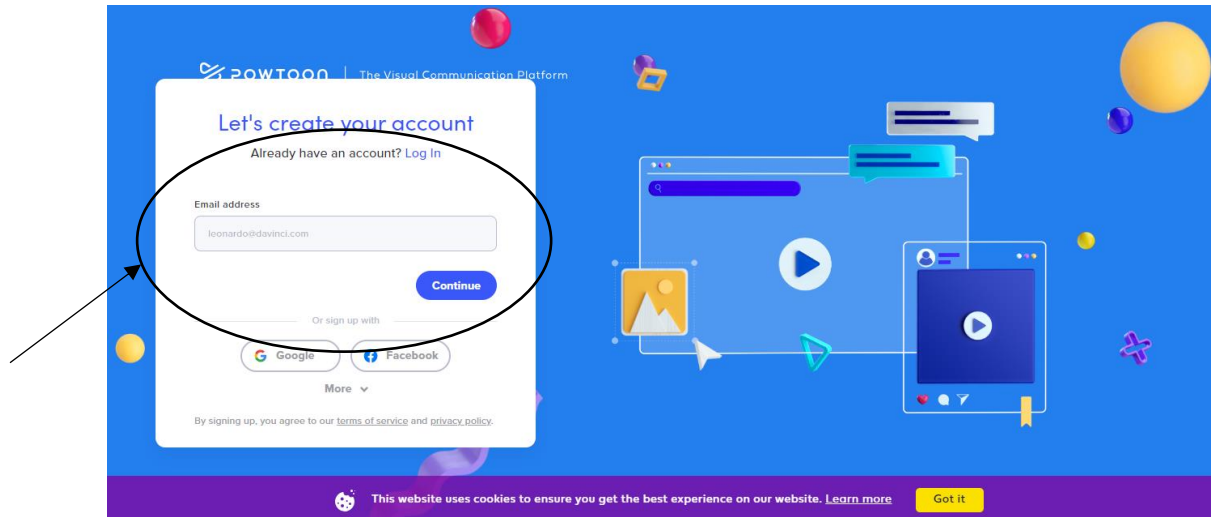 POWTOON | The Visual Communication Platform
Let's create your account
Already have an account? Log In
Email address
leonardo@davinci.com
Continue
Or sign up with
Google
Facebook
More
By signing up, you agree to our terms of service and privacy policy.
This website uses cookies to ensure you get the best experience on our website. Learn more
Got it